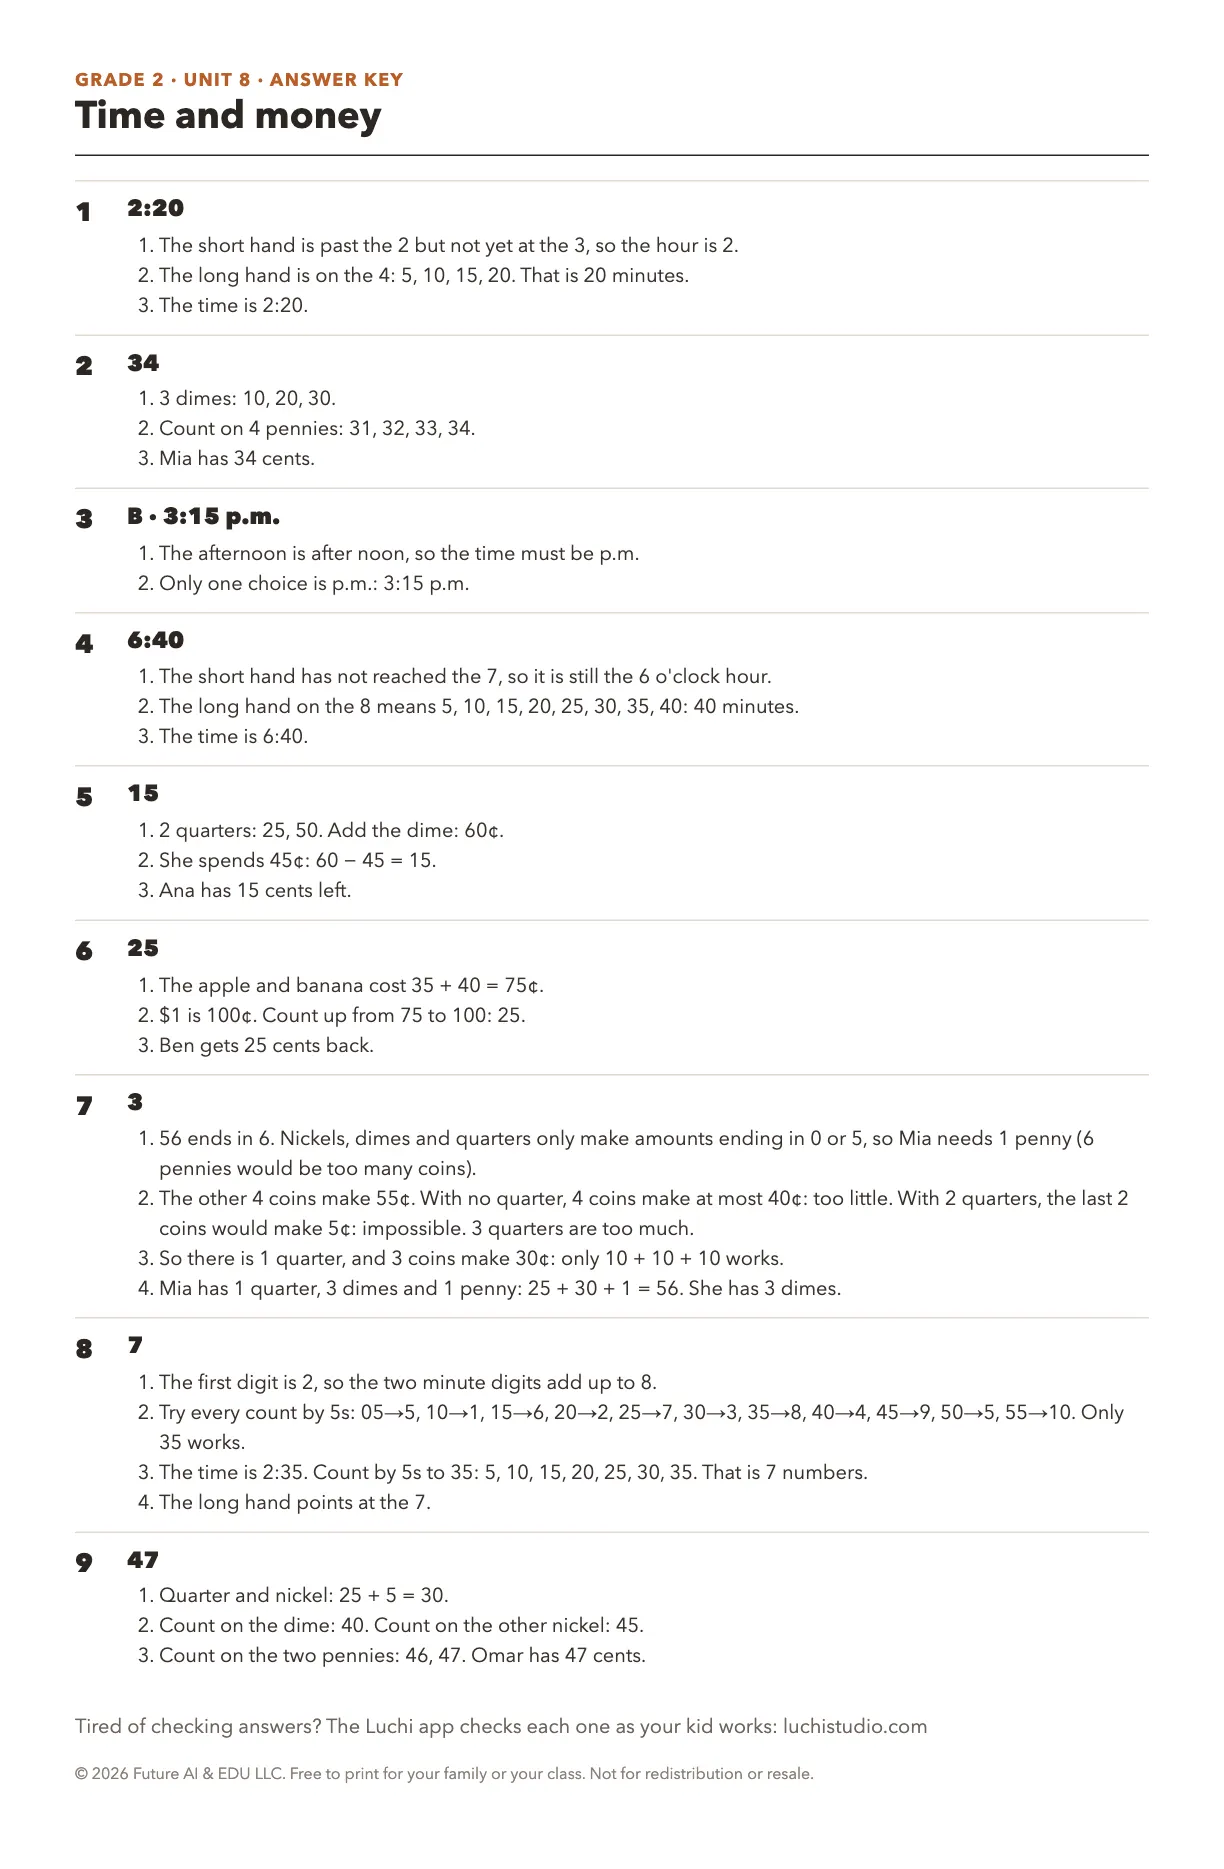 GRADE 2 · UNIT 8 · ANSWER KEY
Time and money
1 2:20
1. The short hand is past the 2 but not yet at the 3, so the hour is 2.
2. The long hand is on the 4: 5, 10, 15, 20. That is 20 minutes.
3. The time is 2:20.
2 34
1. 3 dimes: 10, 20, 30.
2. Count on 4 pennies: 31, 32, 33, 34.
3. Mia has 34 cents.
3 B · 3:15 p.m.
1. The afternoon is after noon, so the time must be p.m.
2. Only one choice is p.m.: 3:15 p.m.
4 6:40
1. The short hand has not reached the 7, so it is still the 6 o'clock hour.
2. The long hand on the 8 means 5, 10, 15, 20, 25, 30, 35, 40: 40 minutes.
3. The time is 6:40.
5 15
1. 2 quarters: 25, 50. Add the dime: 60¢.
2. She spends 45¢: 60 − 45 = 15.
3. Ana has 15 cents left.
6 25
1. The apple and banana cost 35 + 40 = 75¢.
2. $1 is 100¢. Count up from 75 to 100: 25.
3. Ben gets 25 cents back.
7 3
1. 56 ends in 6. Nickels, dimes and quarters only make amounts ending in 0 or 5, so Mia needs 1 penny (6
pennies would be too many coins).
2. The other 4 coins make 55¢. With no quarter, 4 coins make at most 40¢: too little. With 2 quarters, the last 2
coins would make 5¢: impossible. 3 quarters are too much.
3. So there is 1 quarter, and 3 coins make 30¢: only 10 + 10 + 10 works.
4. Mia has 1 quarter, 3 dimes and 1 penny: 25 + 30 + 1 = 56. She has 3 dimes.
8 7
1. The first digit is 2, so the two minute digits add up to 8.
2. Try every count by 5s: 05→5, 10→1, 15→6, 20→2, 25→7, 30→3, 35→8, 40→4, 45→9, 50→5, 55→10. Only
35 works.
3. The time is 2:35. Count by 5s to 35: 5, 10, 15, 20, 25, 30, 35. That is 7 numbers.
4. The long hand points at the 7.
9 47
1. Quarter and nickel: 25 + 5 = 30.
2. Count on the dime: 40. Count on the other nickel: 45.
3. Count on the two pennies: 46, 47. Omar has 47 cents.
Tired of checking answers? The Luchi app checks each one as your kid works: luchistudio.com
© 2026 Future AI & EDU LLC. Free to print for your family or your class. Not for redistribution or resale.